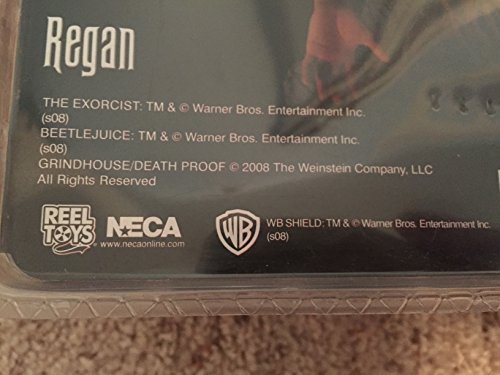 Regan
THE EXORCIST: TM & © Warner Bros. Entertainment Inc.
(s08)
BEETLEJUICE: TM & © Warner Bros. Entertainment Inc.
(s08)
GRINDHOUSE/DEATH PROOF © 2008 The Weinstein Company, LLC
All Rights Reserved
REEL
TOYS
NECA
www.necaonline.com
WB
WB SHIELD: TM & © Warner Bros. Entertainment Inc.
(s08)